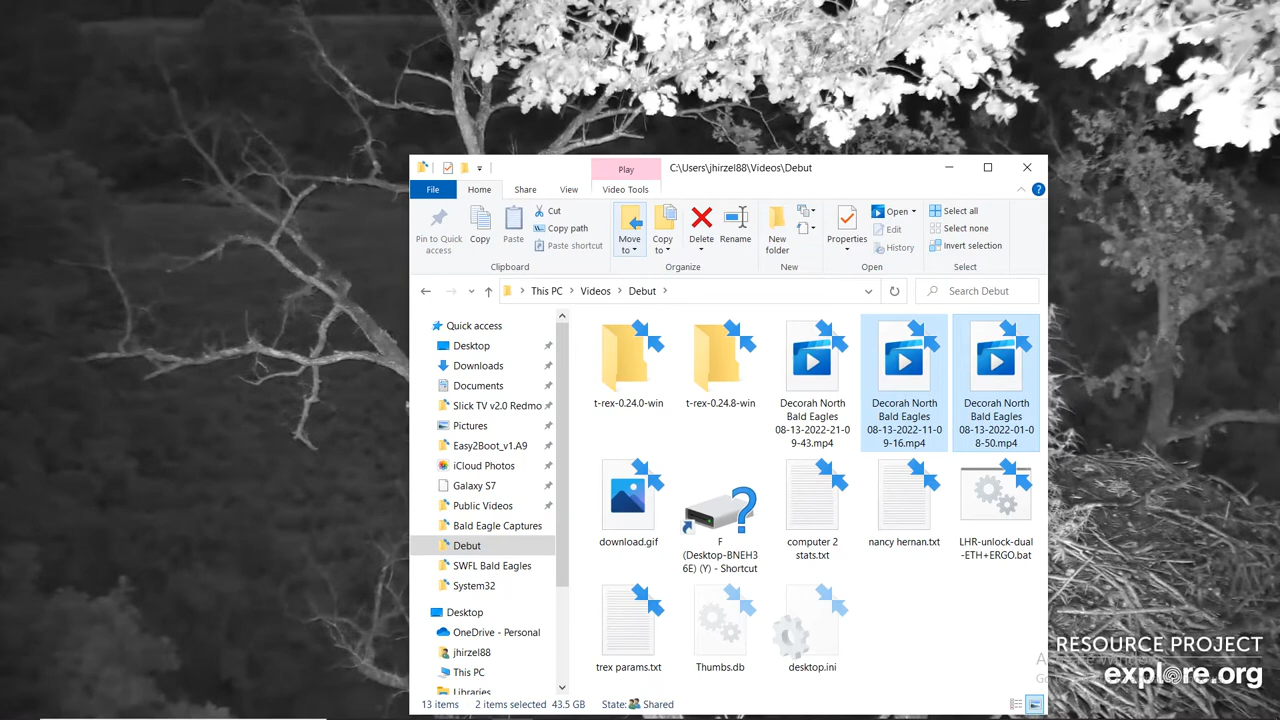 Play
C:\Users\jhirzel88\Videos\Debut
File
Home
Share
View
Video Tools
Pin to Quick
access
Copy
Paste
Cut
Copy path
Paste shortcut
Clipboard
Move
to
Copy
to
Delete
Rename
Organize
New
folder
New
Properties
Open
Edit
History
Open
Select all
Select none
Invert selection
Select
This PC
Videos
Debut
Search Debut
Quick access
Desktop
Downloads
Documents
Slick TV v2.0 Redmo
Pictures
Easy2Boot_v1.A9
iCloud Photos
Galaxy S7
Public Videos
Bald Eagle Captures
Debut
SWFL Bald Eagles
System32
Desktop
OneDrive - Personal
jhirzel88
This PC
Libraries
t-rex-0.24.0-win
t-rex-0.24.8-win
Decorah North
Bald Eagles
08-13-2022-21-0
9-43.mp4
Decorah North
Bald Eagles
08-13-2022-11-0
9-16.mp4
Decorah North
Bald Eagles
08-13-2022-01-0
8-50.mp4
download.gif
F
(Desktop-BNEH3
6E) (Y) - Shortcut
computer 2
stats.txt
nancy hernan.txt
LHR-unlock-dual
-ETH+ERGO.bat
trex params.txt
Thumbs.db
desktop.ini
13 items
2 items selected
43.5 GB
State:
Shared
RESOURCE PROJECT
explore.org